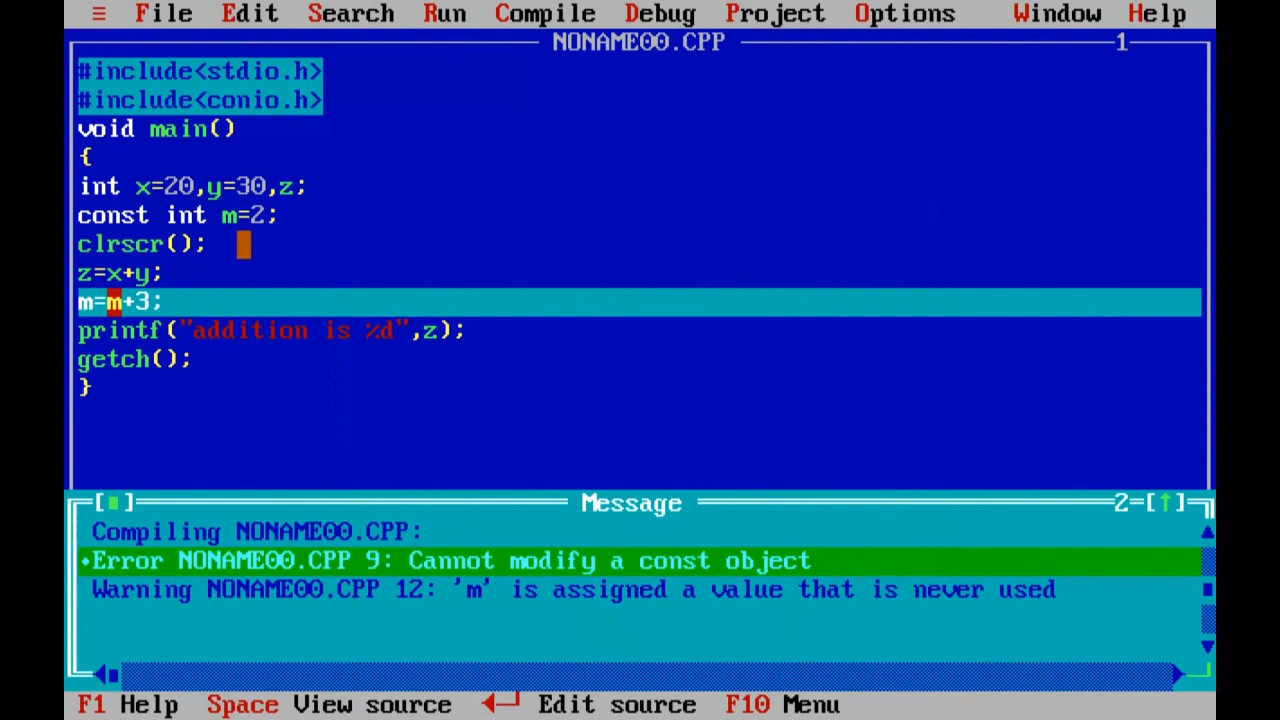 ≡ File Edit Search Run Compile Debug Project Options Window Help
NONAME00.CPP 1
#include<stdio.h>
#include<conio.h>
void main()
{
int x=20,y=30,z;
const int m=2;
clrscr();
z=x+y;
m=m+3;
printf("addition is %d",z);
getch();
}
[■] Message 2=[↑]
Compiling NONAME00.CPP:
•Error NONAME00.CPP 9: Cannot modify a const object
Warning NONAME00.CPP 12: 'm' is assigned a value that is never used
F1 Help Space View source ◄┘ Edit source F10 Menu